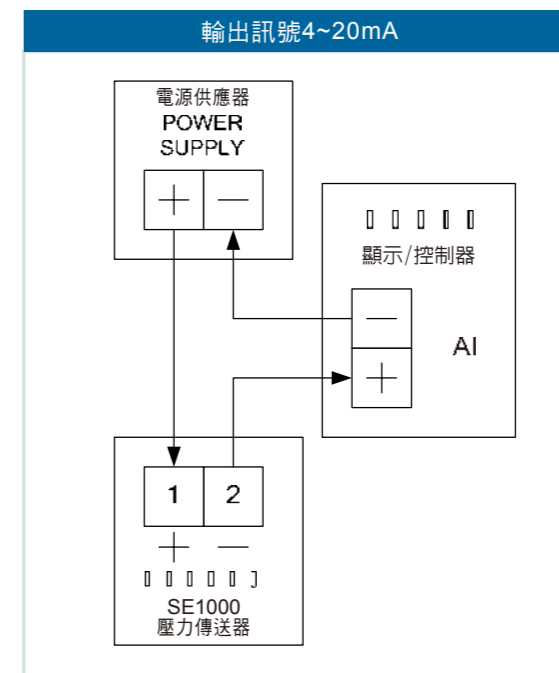 輸出訊號4~20mA
電源供應器
POWER
SUPPLY
+ −
顯示/控制器
−
+
AI
1 2
+ −
SE1000
壓力傳送器